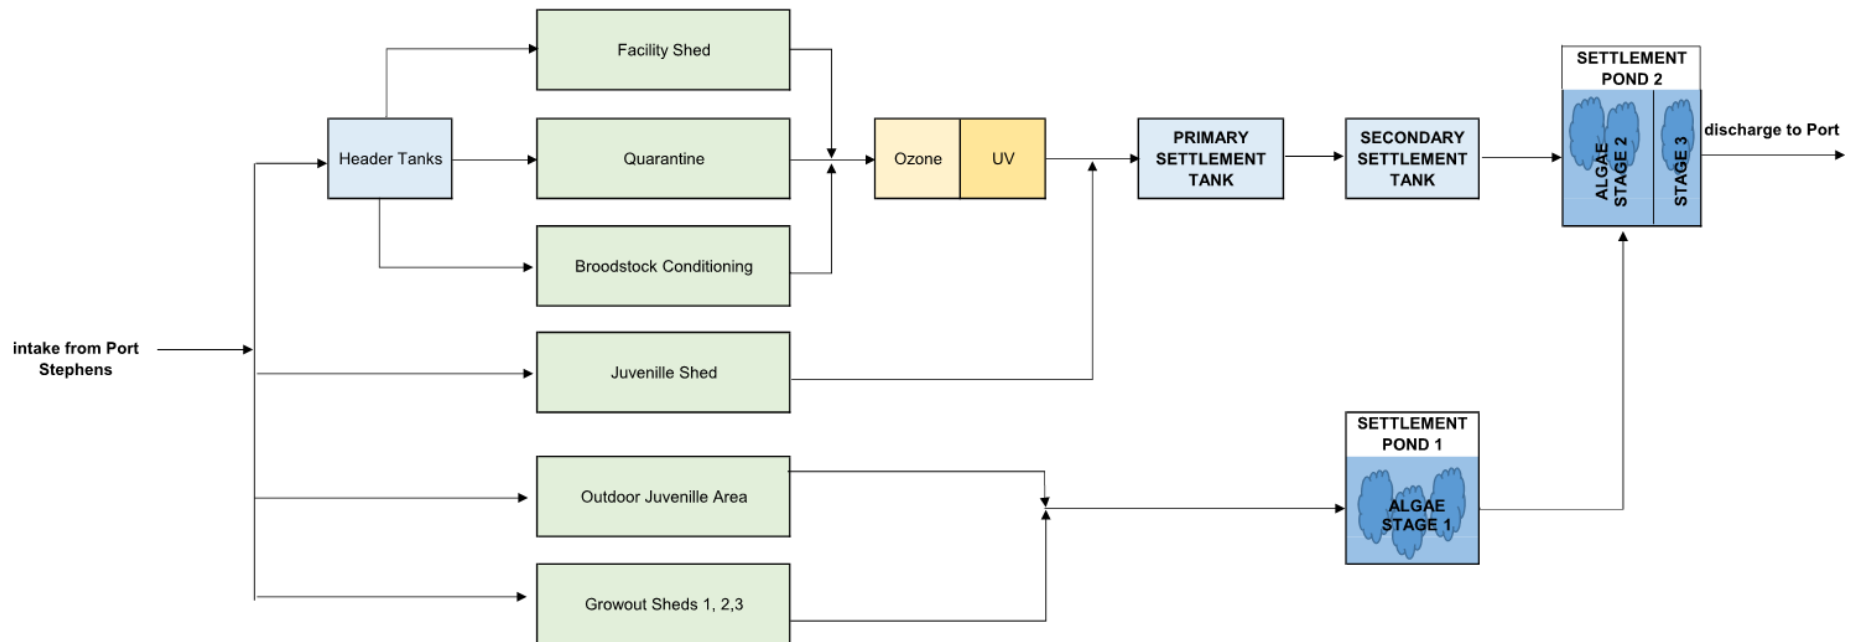 Facility Shed
SETTLEMENT
POND 2
Header Tanks
Quarantine
Ozone
UV
PRIMARY
SETTLEMENT
TANK
SECONDARY
SETTLEMENT
TANK
ALGAE
STAGE 2
STAGE 3
discharge to Port
Broodstock Conditioning
intake from Port
Stephens
Juvenille Shed
SETTLEMENT
POND 1
ALGAE
STAGE 1
Outdoor Juvenille Area
Growout Sheds 1, 2,3